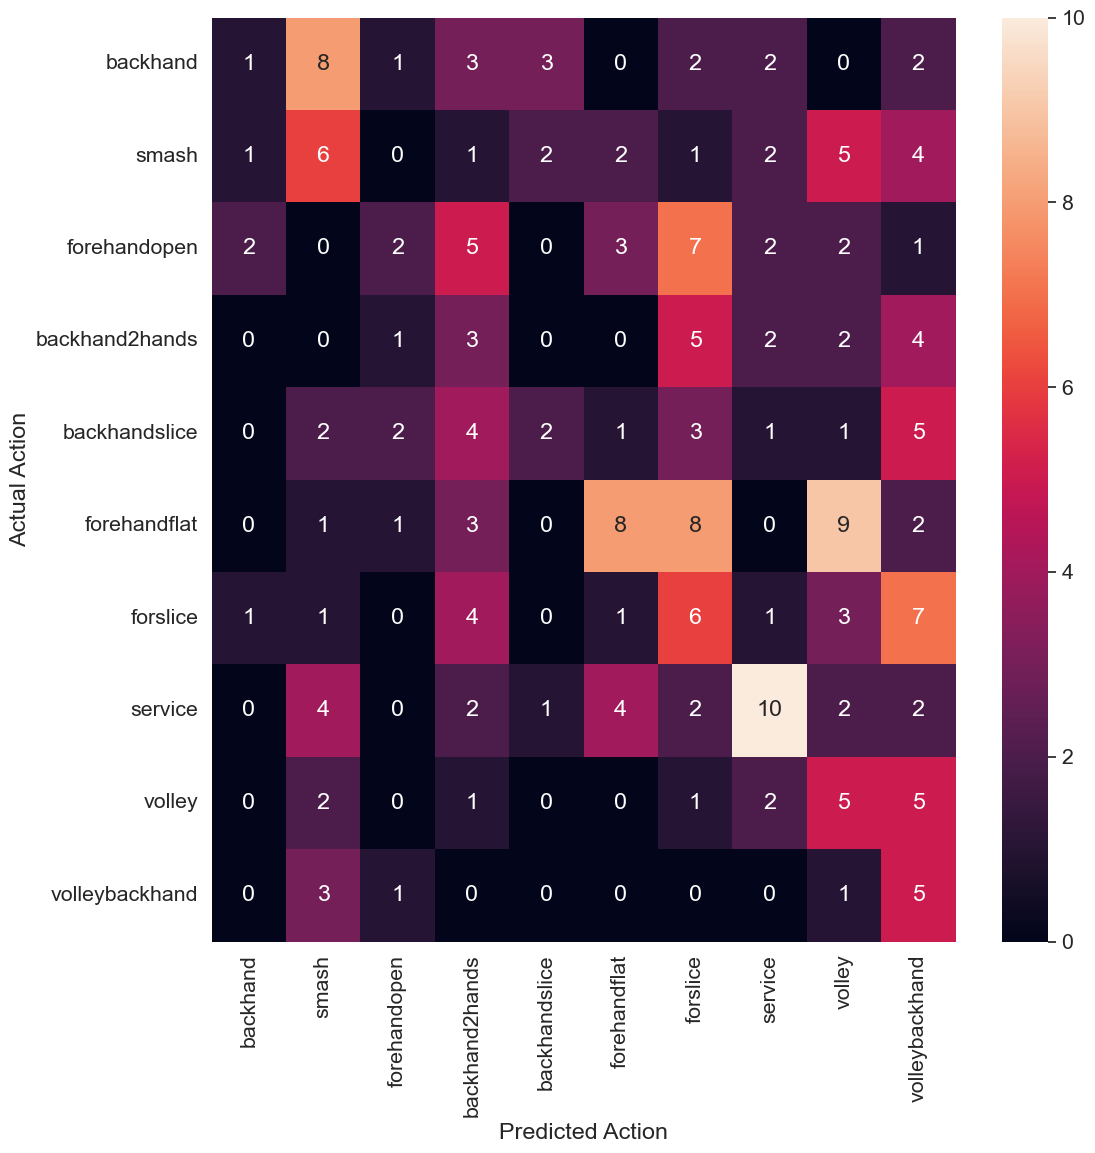 backhand 1 8 1 3 3 0 2 2 0 2
smash 1 6 0 1 2 2 1 2 5 4
forehandopen 2 0 2 5 0 3 7 2 2 1
backhand2hands 0 0 1 3 0 0 5 2 2 4
backhandslice 0 2 2 4 2 1 3 1 1 5
forehandflat 0 1 1 3 0 8 8 0 9 2
forslice 1 1 0 4 0 1 6 1 3 7
service 0 4 0 2 1 4 2 10 2 2
volley 0 2 0 1 0 0 1 2 5 5
volleybackhand 0 3 1 0 0 0 0 0 1 5
Actual Action
backhand
smash
forehandopen
backhand2hands
backhandslice
forehandflat
forslice
service
volley
volleybackhand
Predicted Action
10
8
6
4
2
0